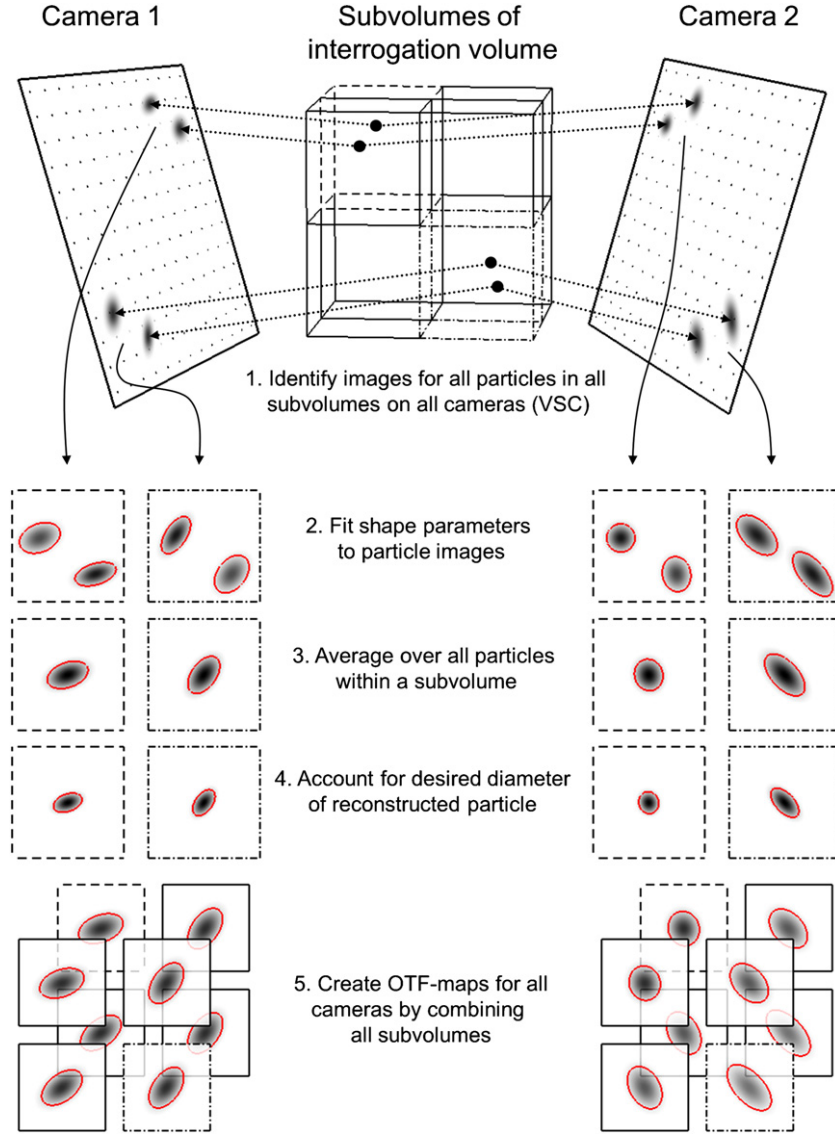 Camera 1
Subvolumes of
interrogation volume
Camera 2
1. Identify images for all particles in all
subvolumes on all cameras (VSC)
2. Fit shape parameters
to particle images
3. Average over all particles
within a subvolume
4. Account for desired diameter
of reconstructed particle
5. Create OTF-maps for all
cameras by combining
all subvolumes